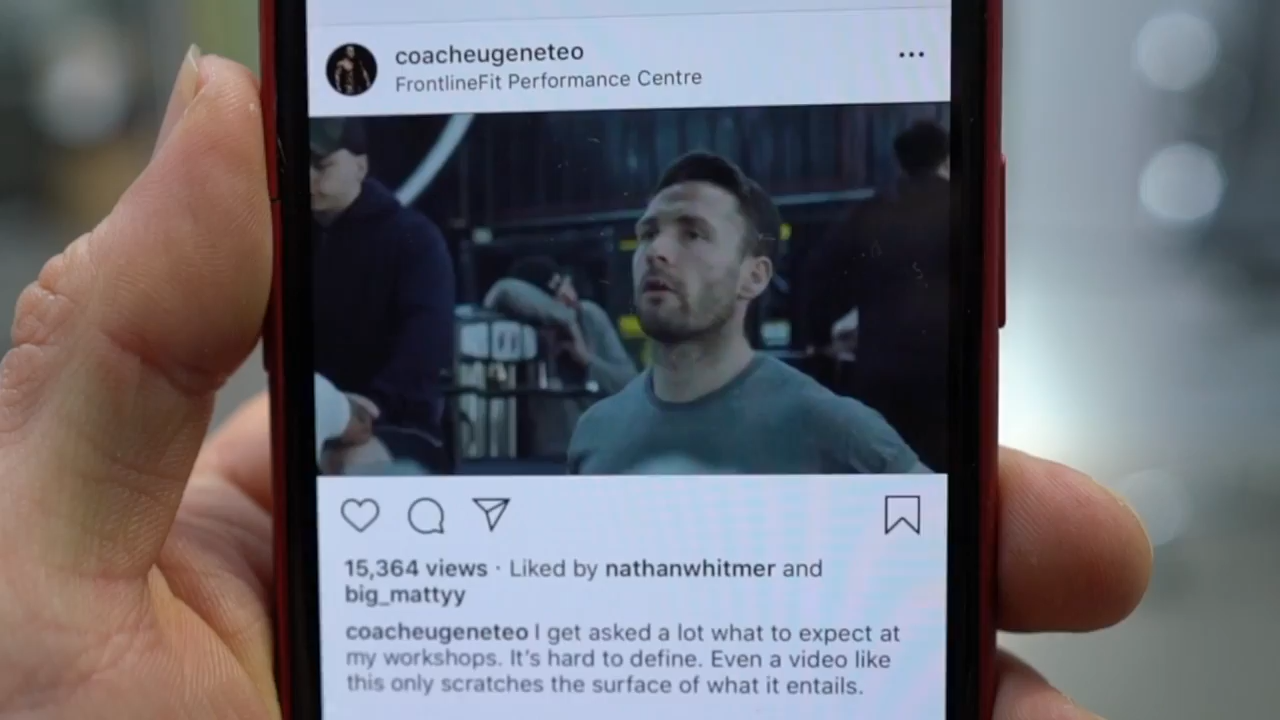 coacheugeneteo
FrontlineFit Performance Centre
15,364 views · Liked by nathanwhitmer and
big_mattyy
coacheugeneteo I get asked a lot what to expect at
my workshops. It's hard to define. Even a video like
this only scratches the surface of what it entails.